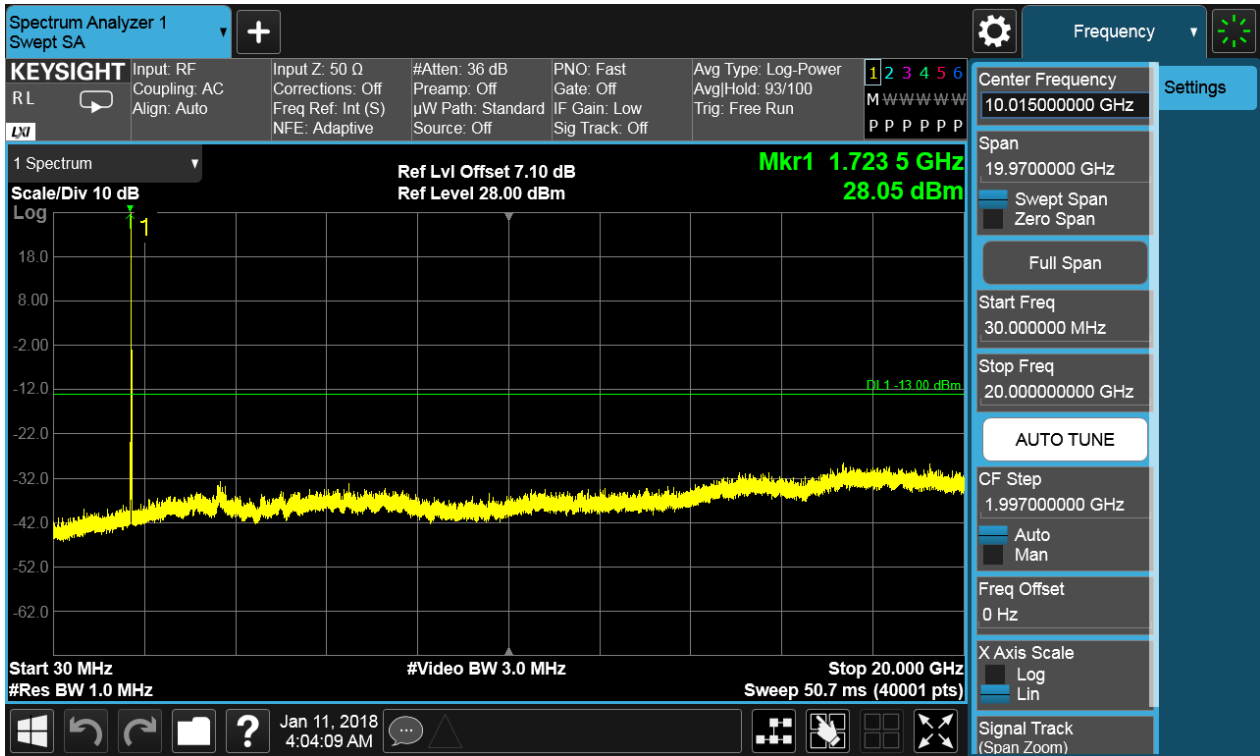 Spectrum Analyzer 1
Swept SA
+
Frequency
KEYSIGHT
RL
LXI
Input: RF
Coupling: AC
Align: Auto
Input Z: 50 Ω
Corrections: Off
Freq Ref: Int (S)
NFE: Adaptive
#Atten: 36 dB
Preamp: Off
µW Path: Standard
Source: Off
PNO: Fast
Gate: Off
IF Gain: Low
Sig Track: Off
Avg Type: Log-Power
Avg|Hold: 93/100
Trig: Free Run
1 2 3 4 5 6
M W W W W W
P P P P P P
1 Spectrum
Scale/Div 10 dB
Ref Lvl Offset 7.10 dB
Ref Level 28.00 dBm
Mkr1 1.723 5 GHz
28.05 dBm
Log
1
18.0
8.00
-2.00
-12.0
DL1 -13.00 dBm
-22.0
-32.0
-42.0
-52.0
-62.0
Start 30 MHz
#Res BW 1.0 MHz
#Video BW 3.0 MHz
Stop 20.000 GHz
Sweep 50.7 ms (40001 pts)
?
Jan 11, 2018
4:04:09 AM
Center Frequency
10.015000000 GHz
Settings
Span
19.9700000 GHz
Swept Span
Zero Span
Full Span
Start Freq
30.000000 MHz
Stop Freq
20.000000000 GHz
AUTO TUNE
CF Step
1.997000000 GHz
Auto
Man
Freq Offset
0 Hz
X Axis Scale
Log
Lin
Signal Track
(Span Zoom)